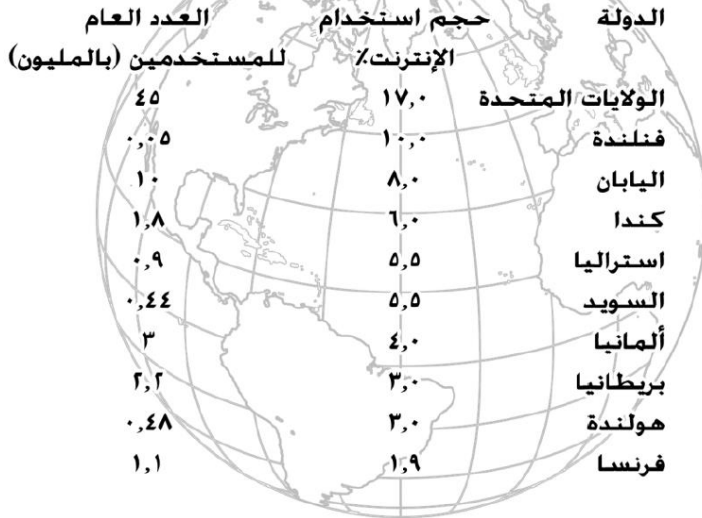 الدولة حجم استخدام العدد العام
الإنترنت٪ للمستخدمين (بالمليون)
الولايات المتحدة ١٧,٠ ٤٥
فنلندة ١٠,٠ ٠,٠٥
اليابان ٨,٠ ١٠
كندا ٦,٠ ١,٨
استراليا ٥,٥ ٠,٩
السويد ٥,٥ ٠,٤٤
ألمانيا ٤,٠ ٣
بريطانيا ٣,٠ ٢,٢
هولندة ٣,٠ ٠,٤٨
فرنسا ١,٩ ١,١